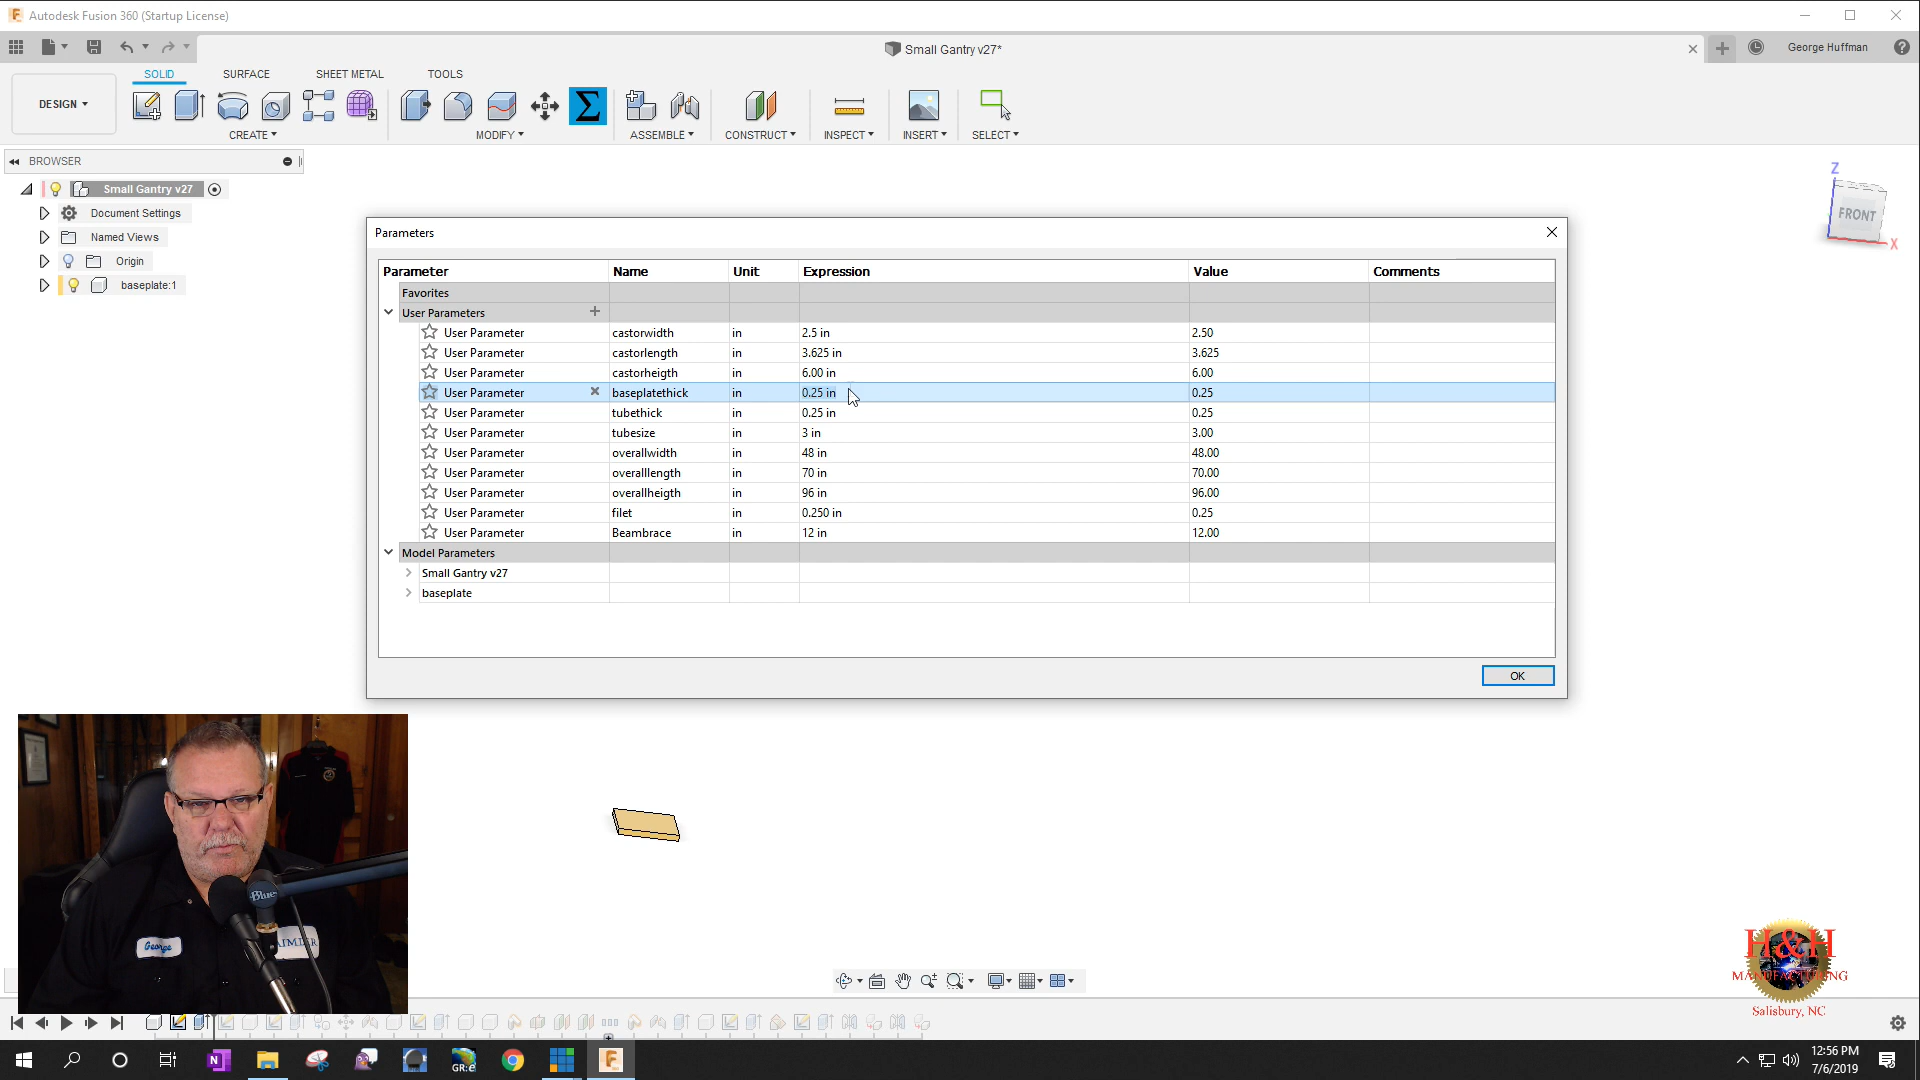 Autodesk Fusion 360 (Startup License)
Small Gantry v27*
George Huffman
DESIGN
SOLID SURFACE SHEET METAL TOOLS
CREATE MODIFY ASSEMBLE CONSTRUCT INSPECT INSERT SELECT
BROWSER
Small Gantry v27
Document Settings
Named Views
Origin
baseplate:1
Z
FRONT
X
Parameters
Parameter Name Unit Expression Value Comments
Favorites
User Parameters
User Parameter castorwidth in 2.5 in 2.50
User Parameter castorlength in 3.625 in 3.625
User Parameter castorheigth in 6.00 in 6.00
User Parameter baseplatethick in 0.25 in 0.25
User Parameter tubethick in 0.25 in 0.25
User Parameter tubesize in 3 in 3.00
User Parameter overallwidth in 48 in 48.00
User Parameter overalllength in 70 in 70.00
User Parameter overallheigth in 96 in 96.00
User Parameter filet in 0.250 in 0.25
User Parameter Beambrace in 12 in 12.00
Model Parameters
Small Gantry v27
baseplate
OK
Blue
George
H&H
MANUFACTURING
Salisbury, NC
GR:e
12:56 PM
7/6/2019